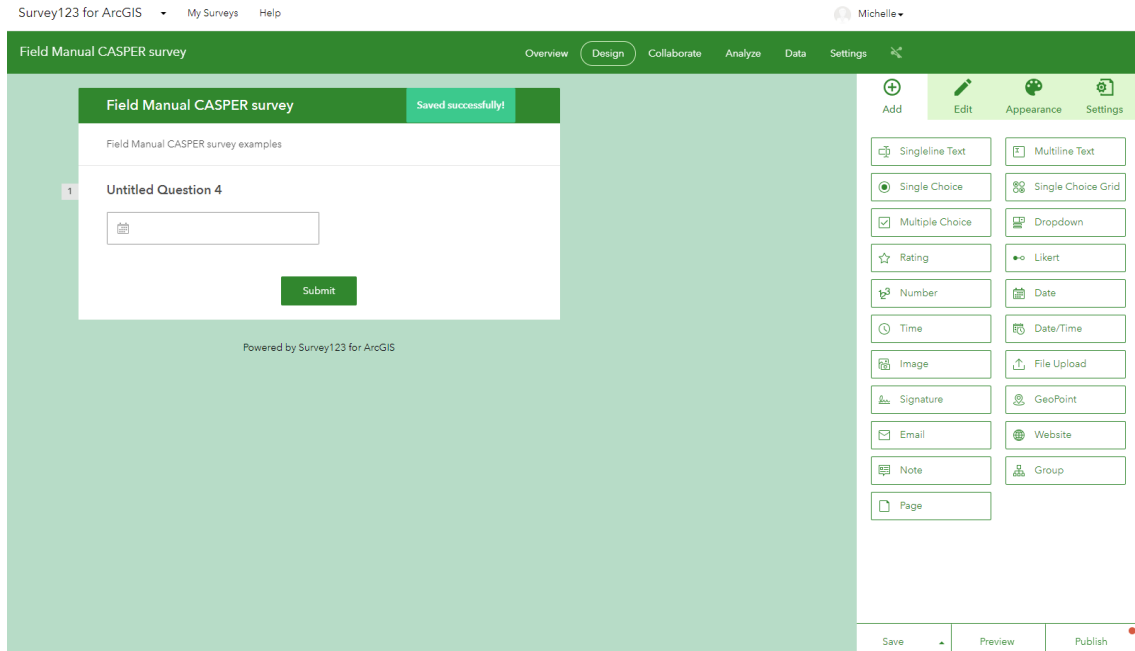 Survey123 for ArcGIS My Surveys Help Michelle
Field Manual CASPER survey Overview Design Collaborate Analyze Data Settings
Field Manual CASPER survey Saved successfully!
Field Manual CASPER survey examples
1 Untitled Question 4
Submit
Powered by Survey123 for ArcGIS
Add Edit Appearance Settings
Singleline Text Multiline Text
Single Choice Single Choice Grid
Multiple Choice Dropdown
Rating Likert
Number Date
Time Date/Time
Image File Upload
Signature GeoPoint
Email Website
Note Group
Page
Save Preview Publish